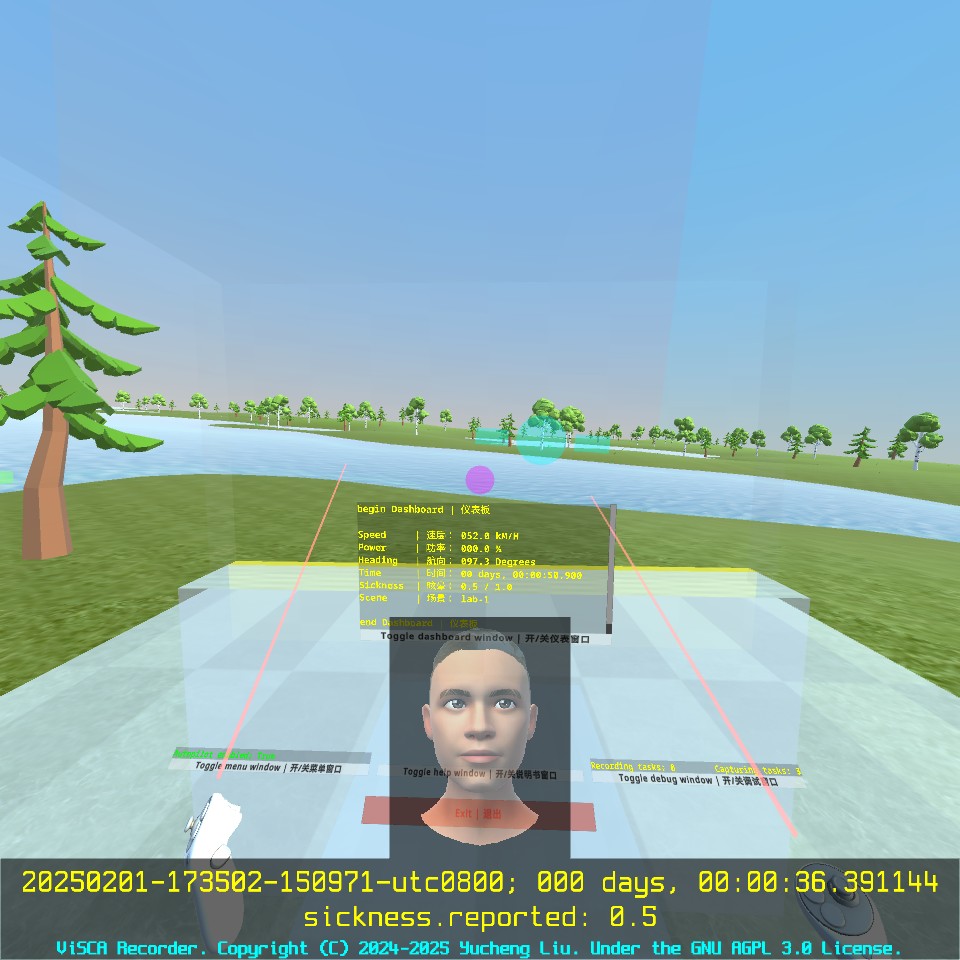 begin Dashboard | 仪表板
Speed | 速度： 052.0 kM/H
Power | 功率： 000.0 %
Heading | 航向： 097.3 Degrees
Time | 时间： 00 days, 00:00:50.900
Sickness | 眩晕： 0.5 / 1.0
Scene | 场景： lab-1
end Dashboard | 仪表板
Toggle dashboard window | 开/关仪表窗口
Recording tasks: 0 Capturing tasks: 3
Toggle menu window | 开/关菜单窗口
Toggle help window | 开/关说明书窗口
Toggle debug window | 开/关调试窗口
Exit | 退出
20250201-173502-150971-utc0800; 000 days, 00:00:36.391144
sickness.reported: 0.5
ViSCA Recorder. Copyright (C) 2024-2025 Yucheng Liu. Under the GNU AGPL 3.0 License.